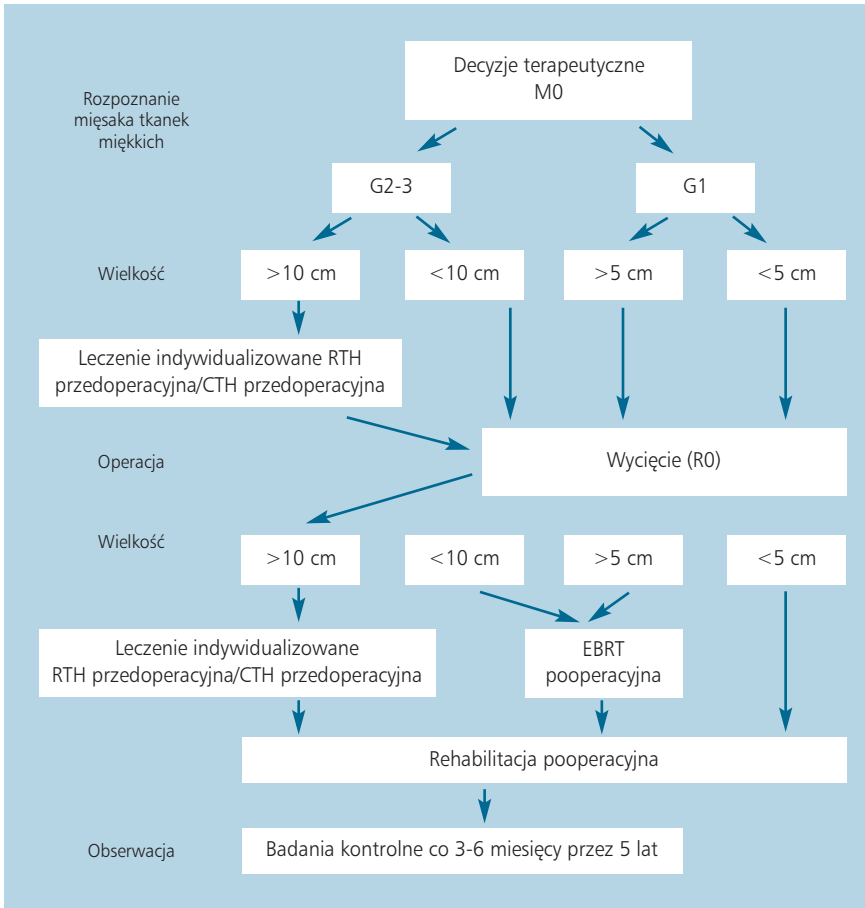 Decyzje terapeutyczne
M0
Rozpoznanie
mięsaka tkanek
miękkich
G2-3
G1
Wielkość
>10 cm
<10 cm
>5 cm
<5 cm
Leczenie indywidualizowane RTH
przedoperacyjna/CTH przedoperacyjna
Operacja
Wycięcie (R0)
Wielkość
>10 cm
<10 cm
>5 cm
<5 cm
Leczenie indywidualizowane
RTH przedoperacyjna/CTH przedoperacyjna
EBRT
pooperacyjna
Rehabilitacja pooperacyjna
Obserwacja
Badania kontrolne co 3-6 miesięcy przez 5 lat